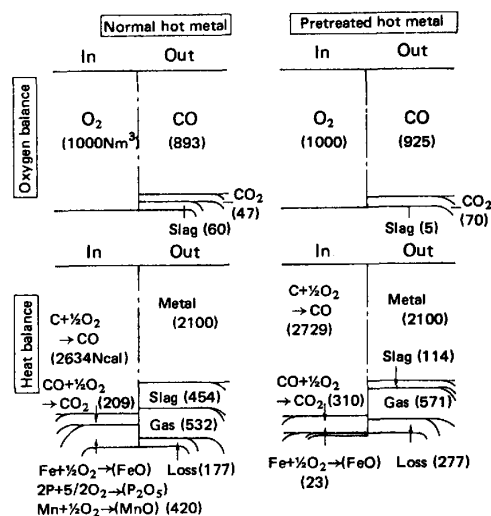 Normal hot metal
Pretreated hot metal
In Out
In Out
Oxygen balance
O₂
(1000Nm³)
CO
(893)
CO₂
(47)
Slag (60)
O₂
(1000)
CO
(925)
CO₂
(70)
Slag (5)
In Out
In Out
Heat balance
C+½O₂
→CO
(2634Ncal)
CO+½O₂
→CO₂(209)
Metal
(2100)
Slag (454)
Gas (532)
Loss(177)
Fe+½O₂→(FeO)
2P+5/2O₂→(P₂O₅)
Mn+½O₂→(MnO) (420)
C+½O₂
→CO
(2729)
CO+½O₂
→CO₂(310)
Metal
(2100)
Slag (114)
Gas (571)
Loss(277)
Fe+½O₂→(FeO)
(23)